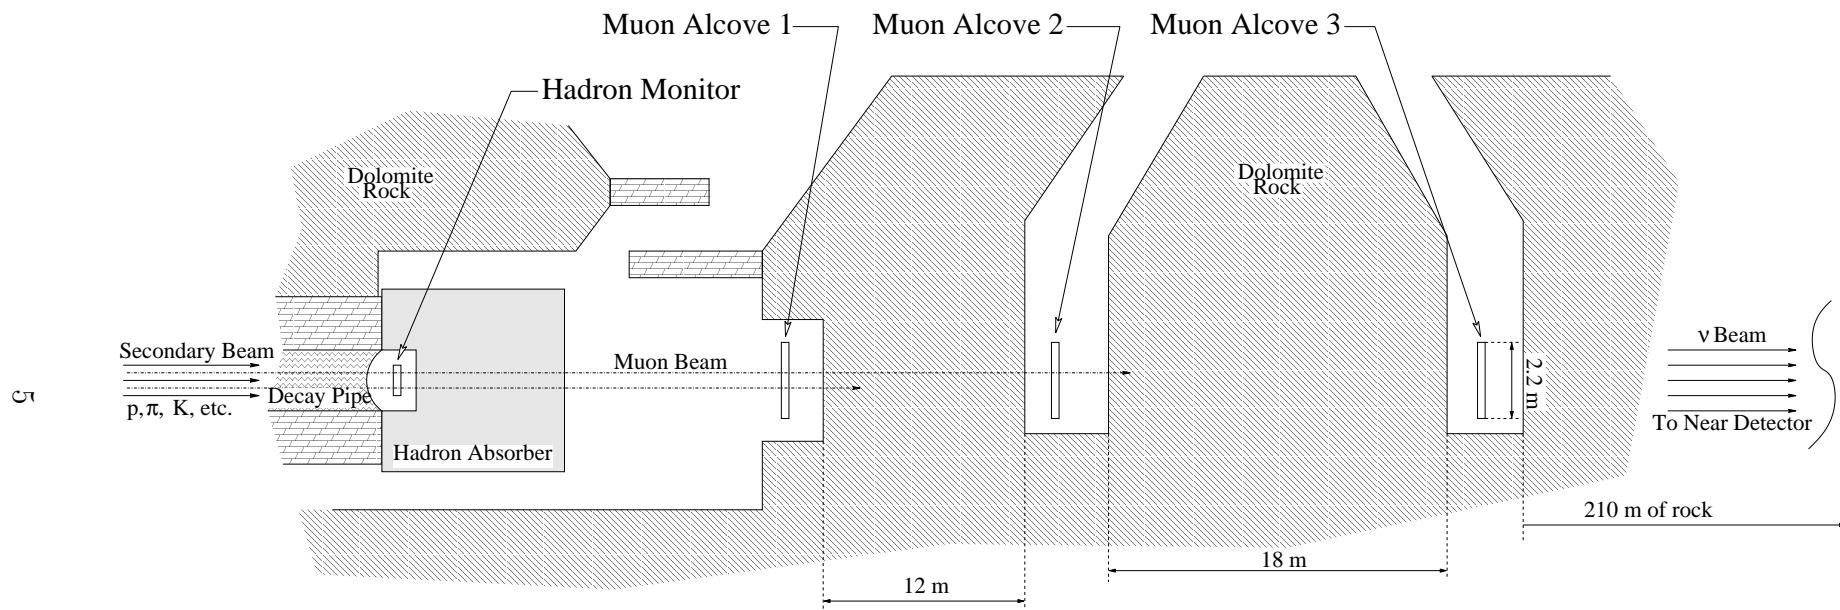 Muon Alcove 1
Muon Alcove 2
Muon Alcove 3
Hadron Monitor
Dolomite
Rock
Dolomite
Rock
Secondary Beam
Muon Beam
ν Beam
2.2 m
Decay Pipe
p,π, K, etc.
To Near Detector
Hadron Absorber
5
210 m of rock
18 m
12 m